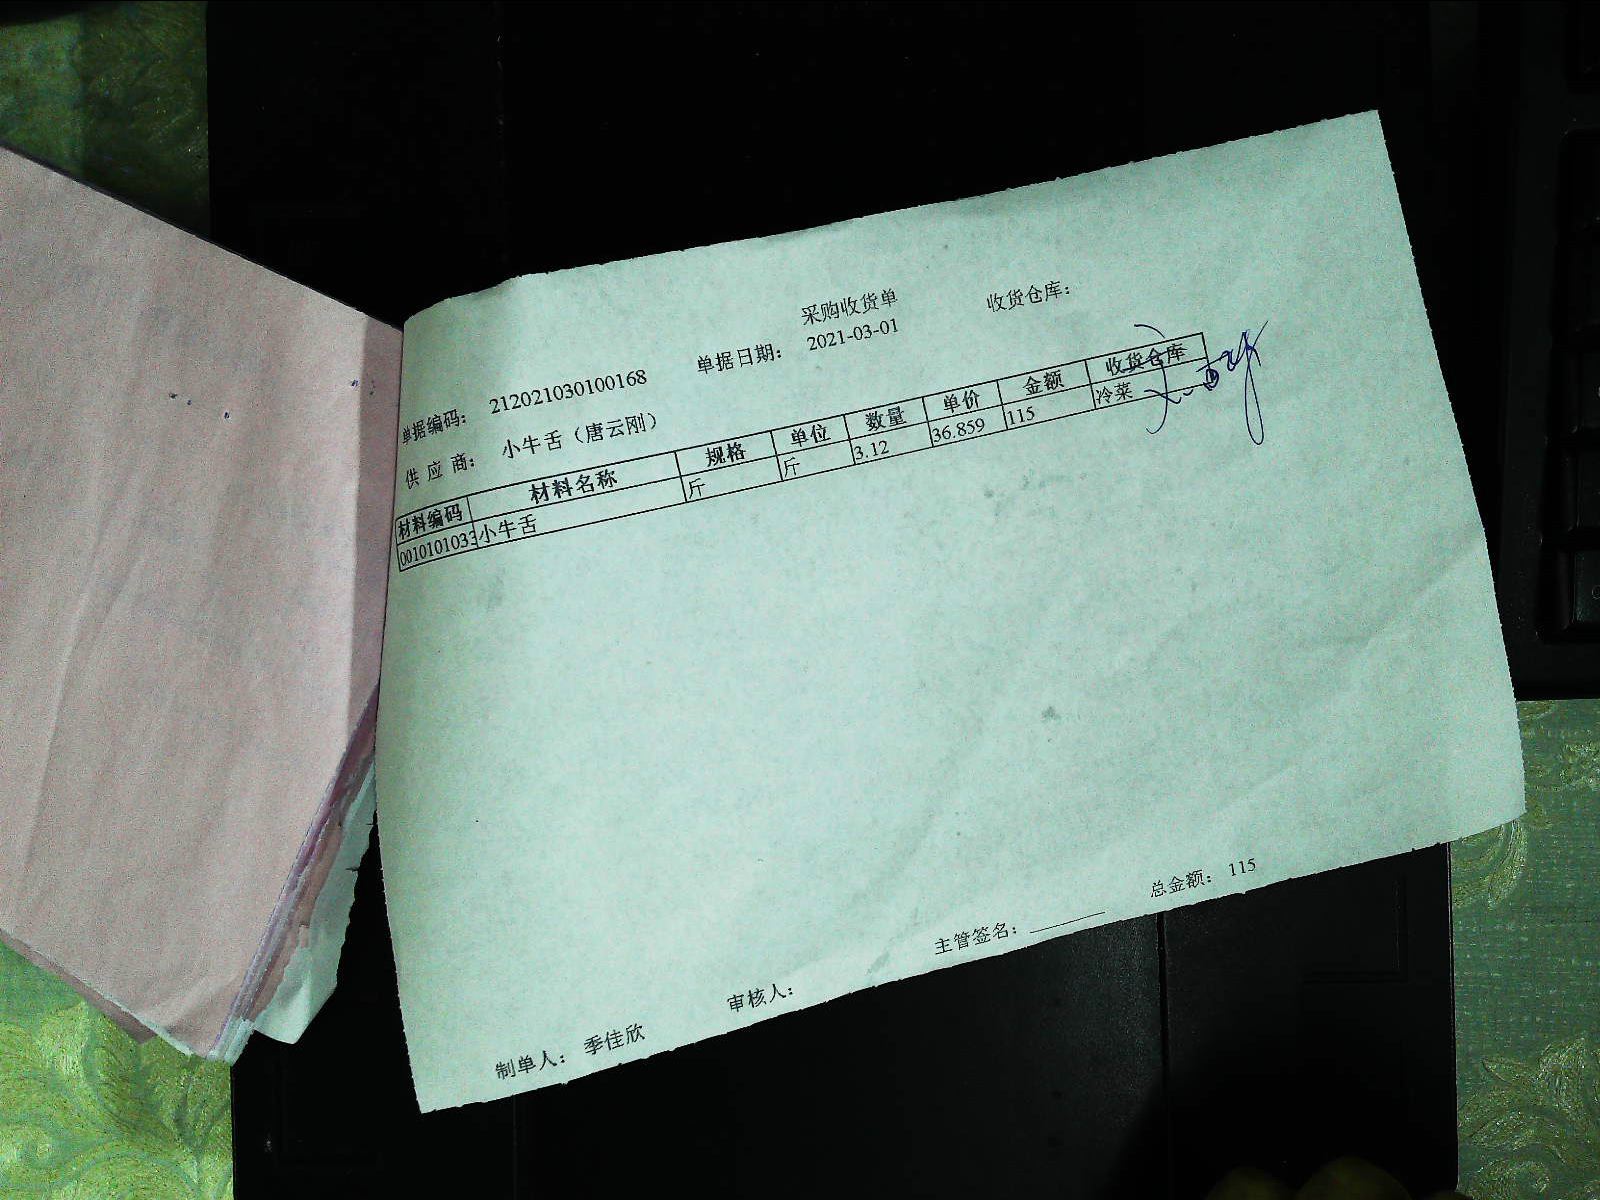 采购收货单
单据编码： 212021030100168 单据日期： 2021-03-01 收货仓库：
供 应 商： 小牛舌（唐云刚）
材料编码 材料名称 规格 单位 数量 单价 金额 收货仓库
0010101033 小牛舌 斤 斤 3.12 36.859 115 冷菜
总金额： 115
制单人： 季佳欣 审核人： 主管签名：